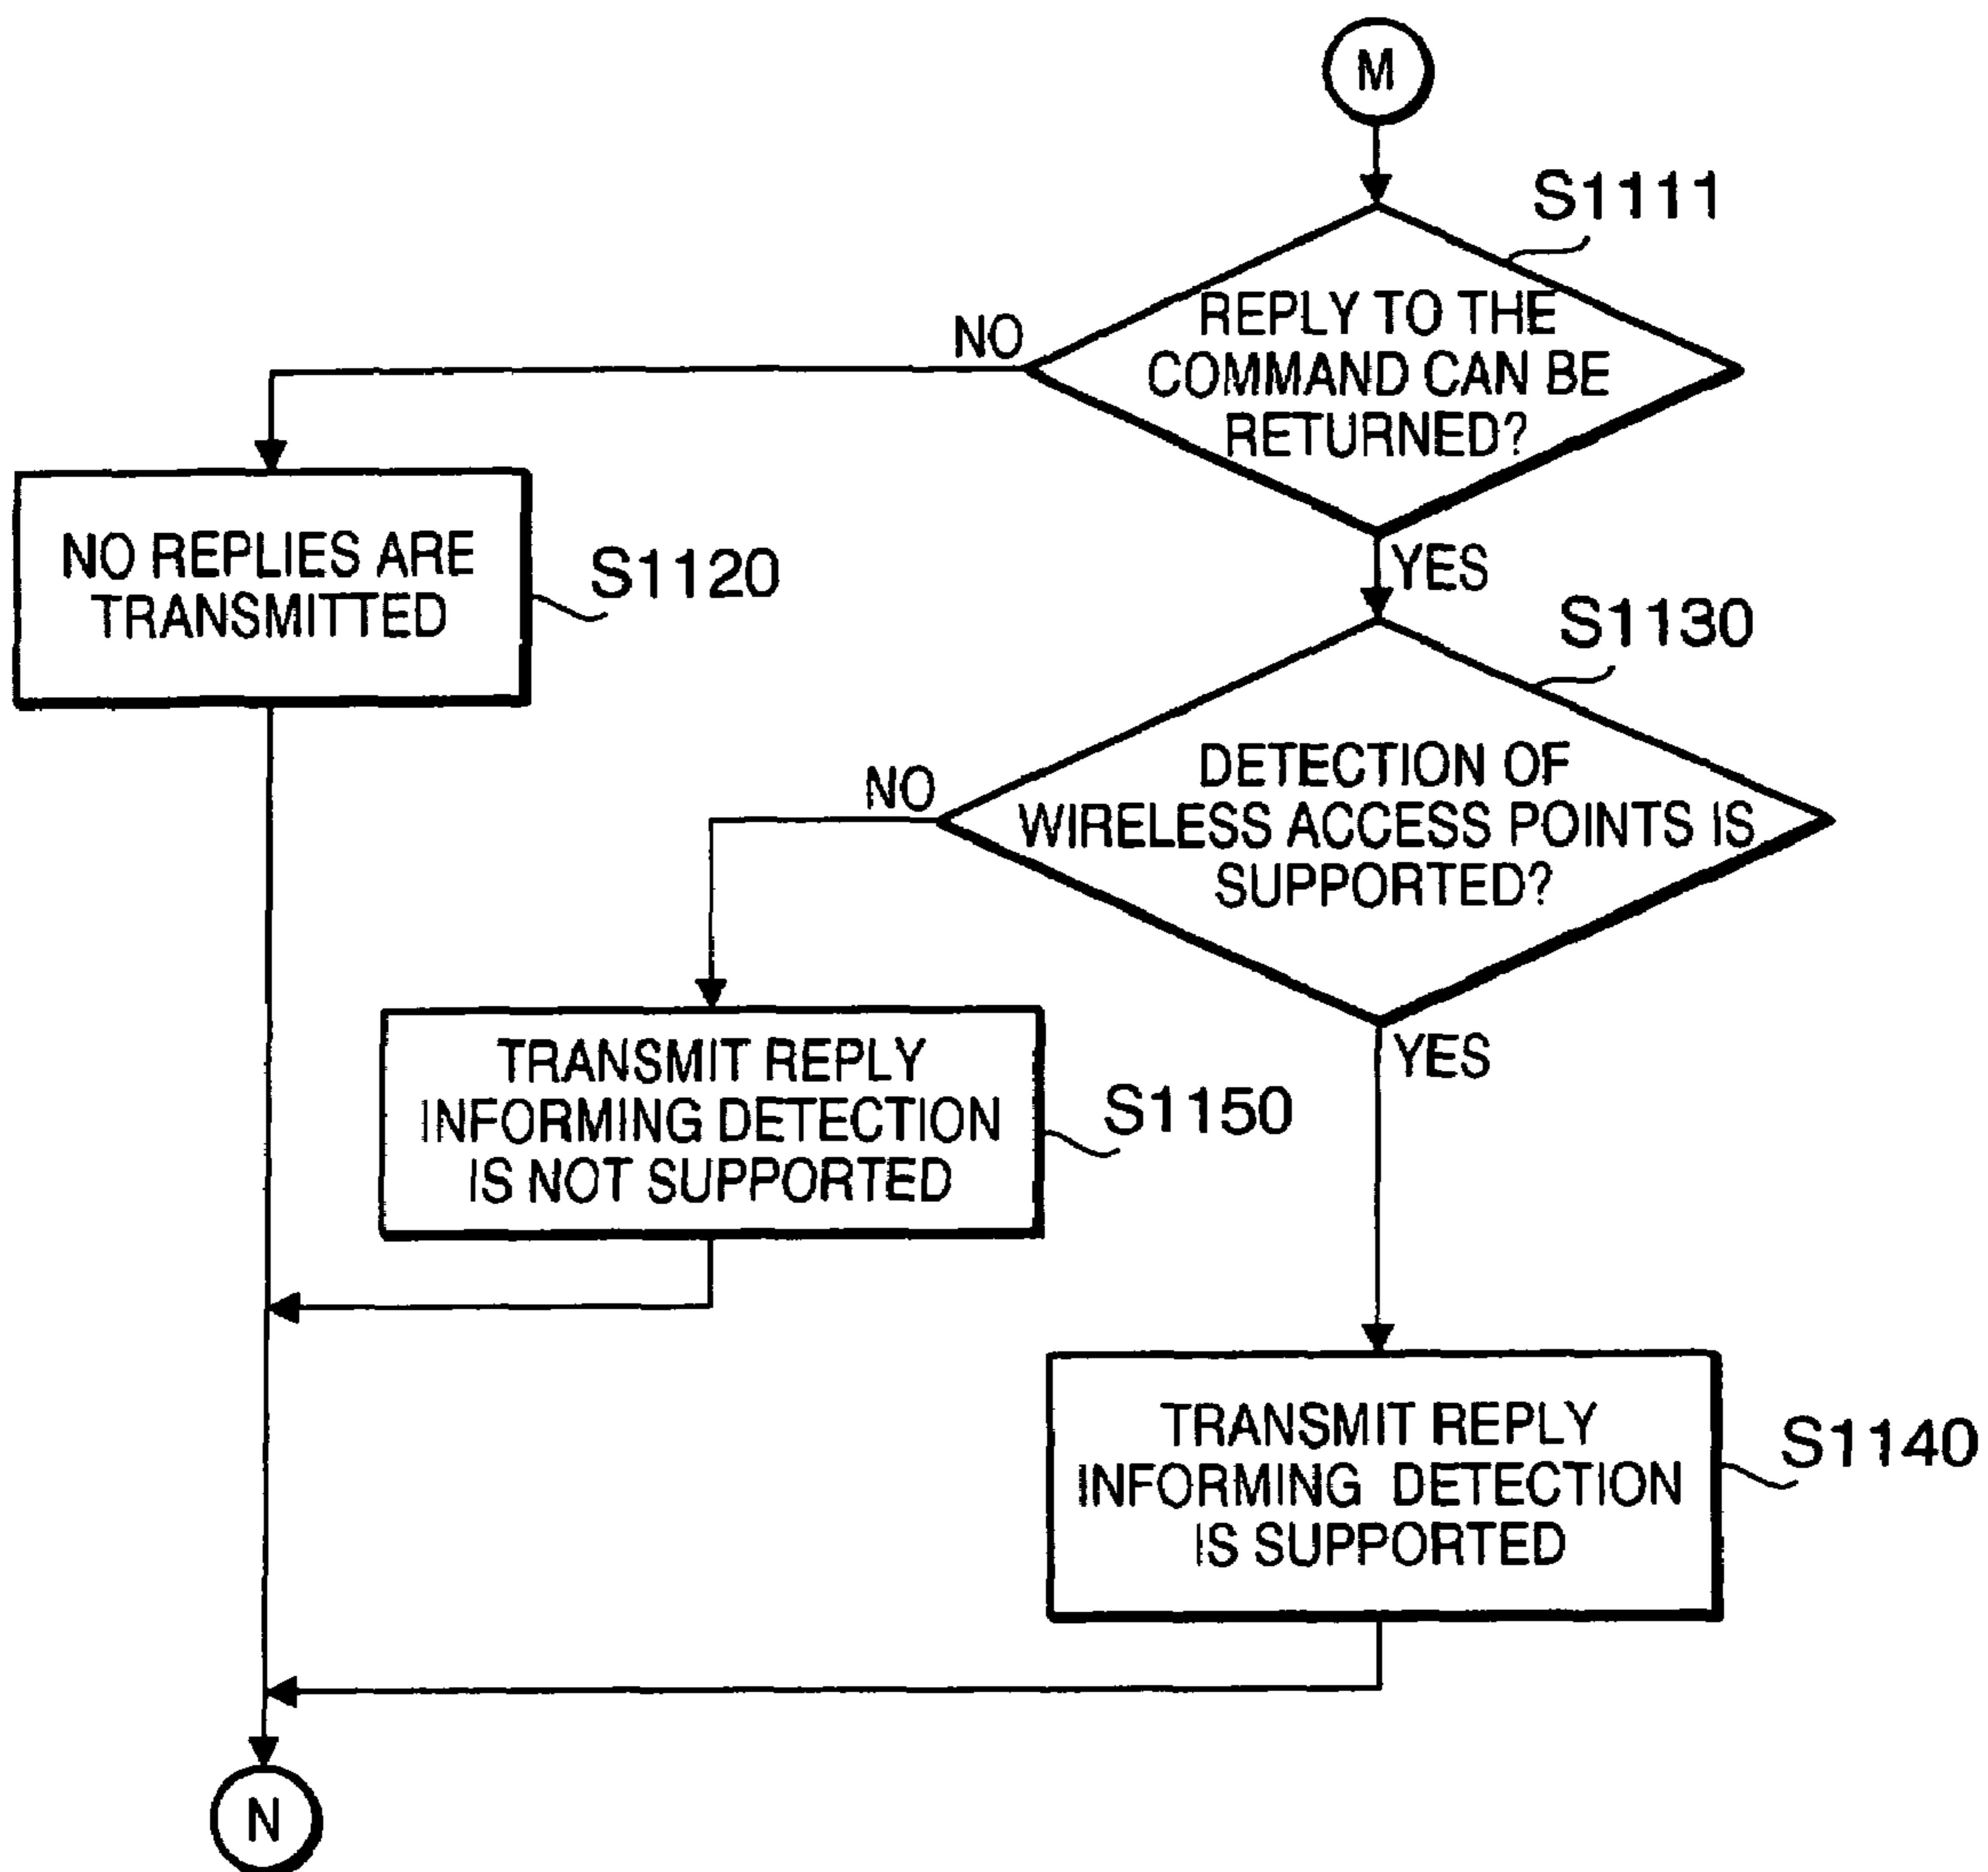 M
S1111
REPLY TO THE
COMMAND CAN BE
RETURNED?
NO
YES
NO REPLIES ARE
TRANSMITTED
S1120
S1130
DETECTION OF
WIRELESS ACCESS POINTS IS
SUPPORTED?
NO
YES
TRANSMIT REPLY
INFORMING DETECTION
IS NOT SUPPORTED
S1150
TRANSMIT REPLY
INFORMING DETECTION
IS SUPPORTED
S1140
N